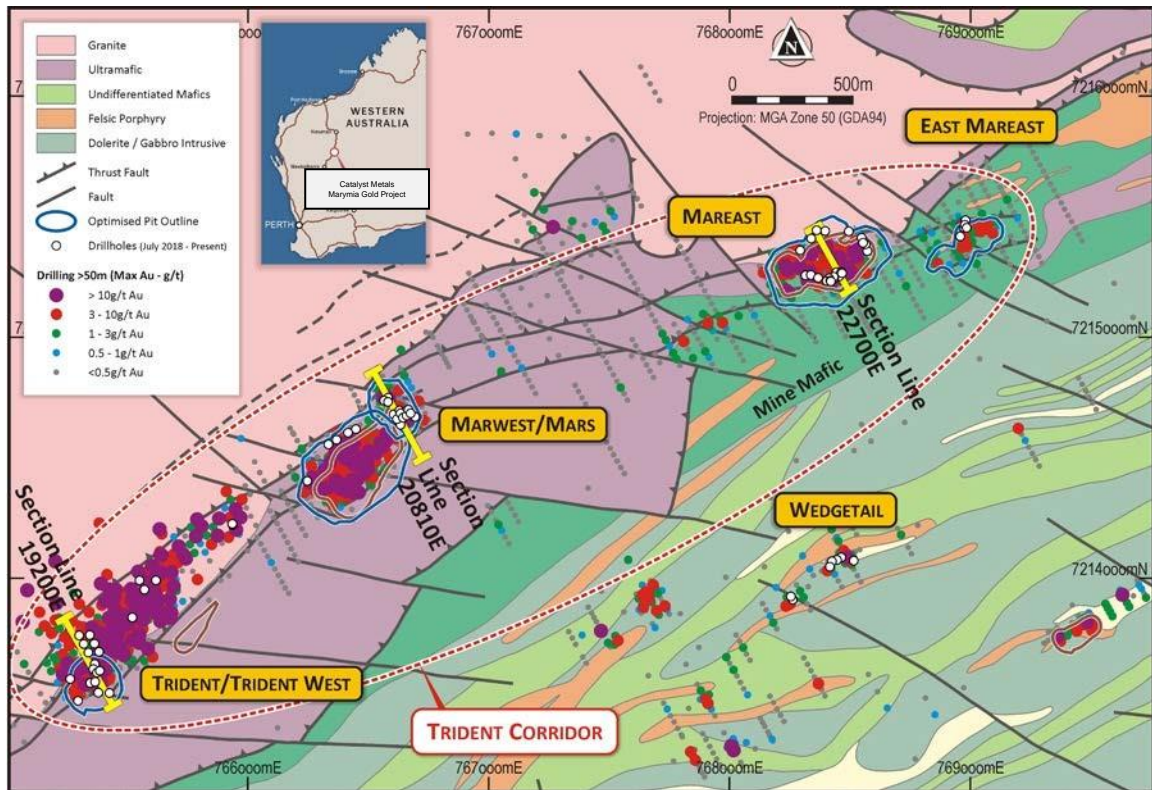 Granite
Ultramafic
Undifferentiated Mafics
Felsic Porphyry
Dolerite / Gabbro Intrusive
Thrust Fault
Fault
Optimised Pit Outline
Drillholes (July 2018 - Present)
Drilling >50m (Max Au - g/t)
> 10g/t Au
3 - 10g/t Au
1 - 3g/t Au
0.5 - 1g/t Au
<0.5g/t Au
WESTERN
AUSTRALIA
Catalyst Metals
Marymia Gold Project
PERTH
767000mE
768000mE
769000mE
N
0
500m
Projection: MGA Zone 50 (GDA94)
7216000mN
EAST MAREAST
MAREAST
Section Line
22700E
7215000mN
Mine Mafic
MARWEST/MARS
Section
Line
20810E
WEDGETAIL
7214000mN
Section Line
19200E
TRIDENT/TRIDENT WEST
TRIDENT CORRIDOR
766000mE
767000mE
768000mE
769000mE